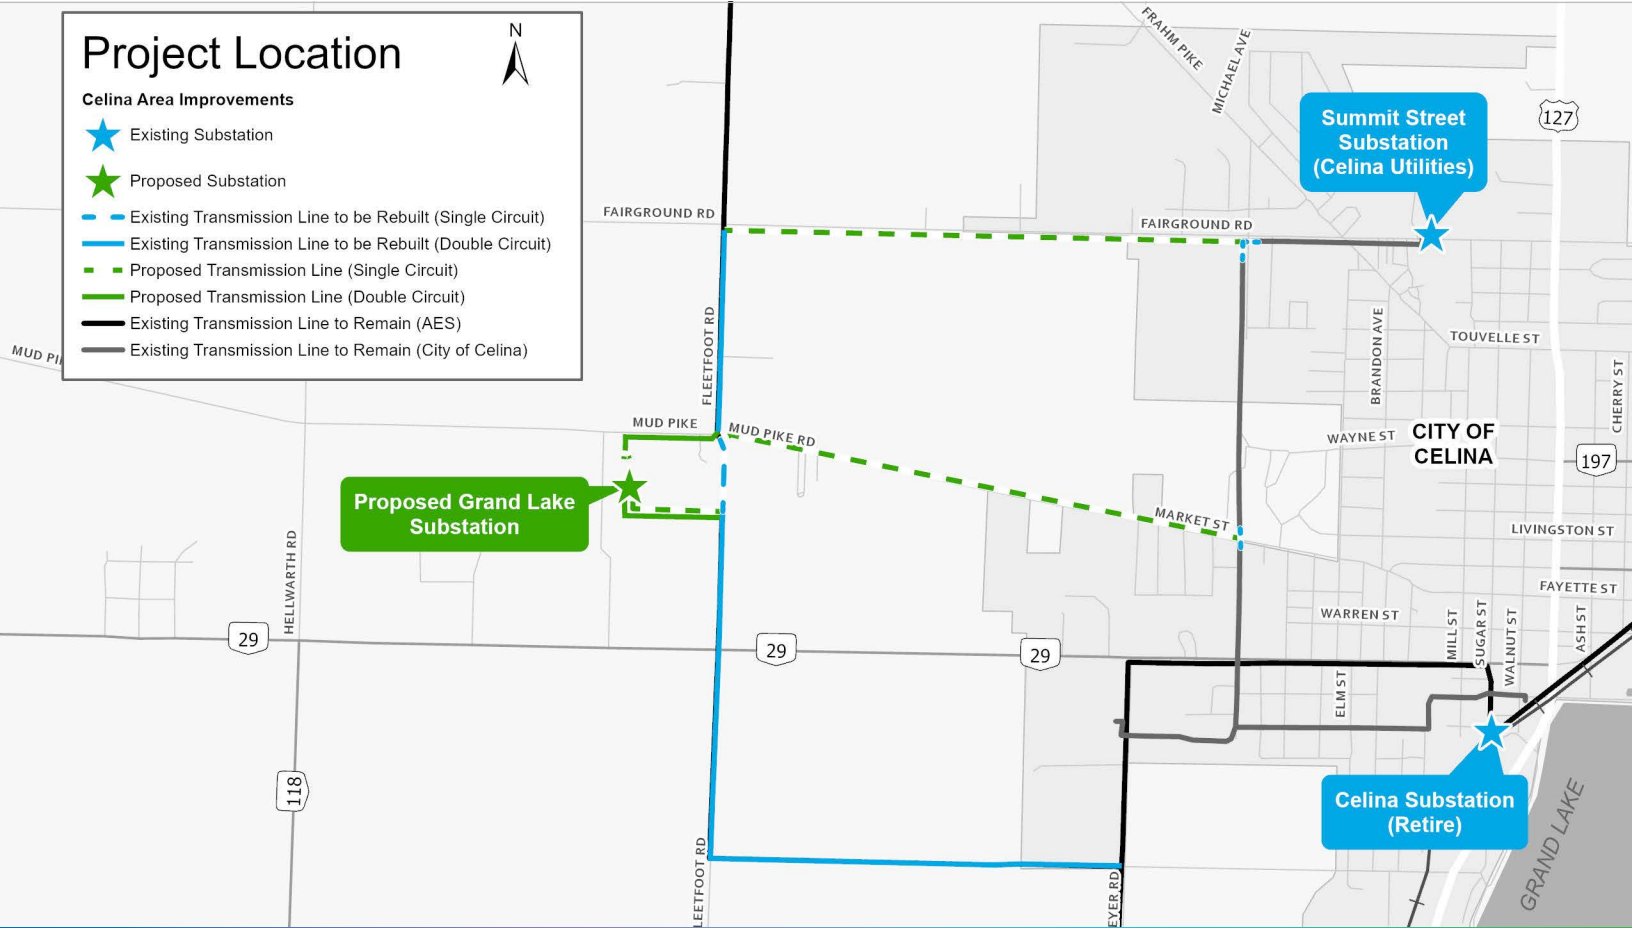 Project Location
N
Celina Area Improvements
Existing Substation
Proposed Substation
Existing Transmission Line to be Rebuilt (Single Circuit)
Existing Transmission Line to be Rebuilt (Double Circuit)
Proposed Transmission Line (Single Circuit)
Proposed Transmission Line (Double Circuit)
Existing Transmission Line to Remain (AES)
Existing Transmission Line to Remain (City of Celina)
FRAHM PIKE
MICHAEL AVE
Summit Street
Substation
(Celina Utilities)
127
FAIRGROUND RD
FAIRGROUND RD
FLEETFOOT RD
BRANDON AVE
TOUVELLE ST
CHERRY ST
MUD PI
MUD PIKE
MUD PIKE RD
WAYNE ST
CITY OF
CELINA
197
Proposed Grand Lake
Substation
MARKET ST
LIVINGSTON ST
HELLWARTH RD
FAYETTE ST
WARREN ST
MILL ST
SUGAR ST
WALNUT ST
ASH ST
29
29
29
ELM ST
118
Celina Substation
(Retire)
GRAND LAKE
LEETFOOT RD
EYER RD